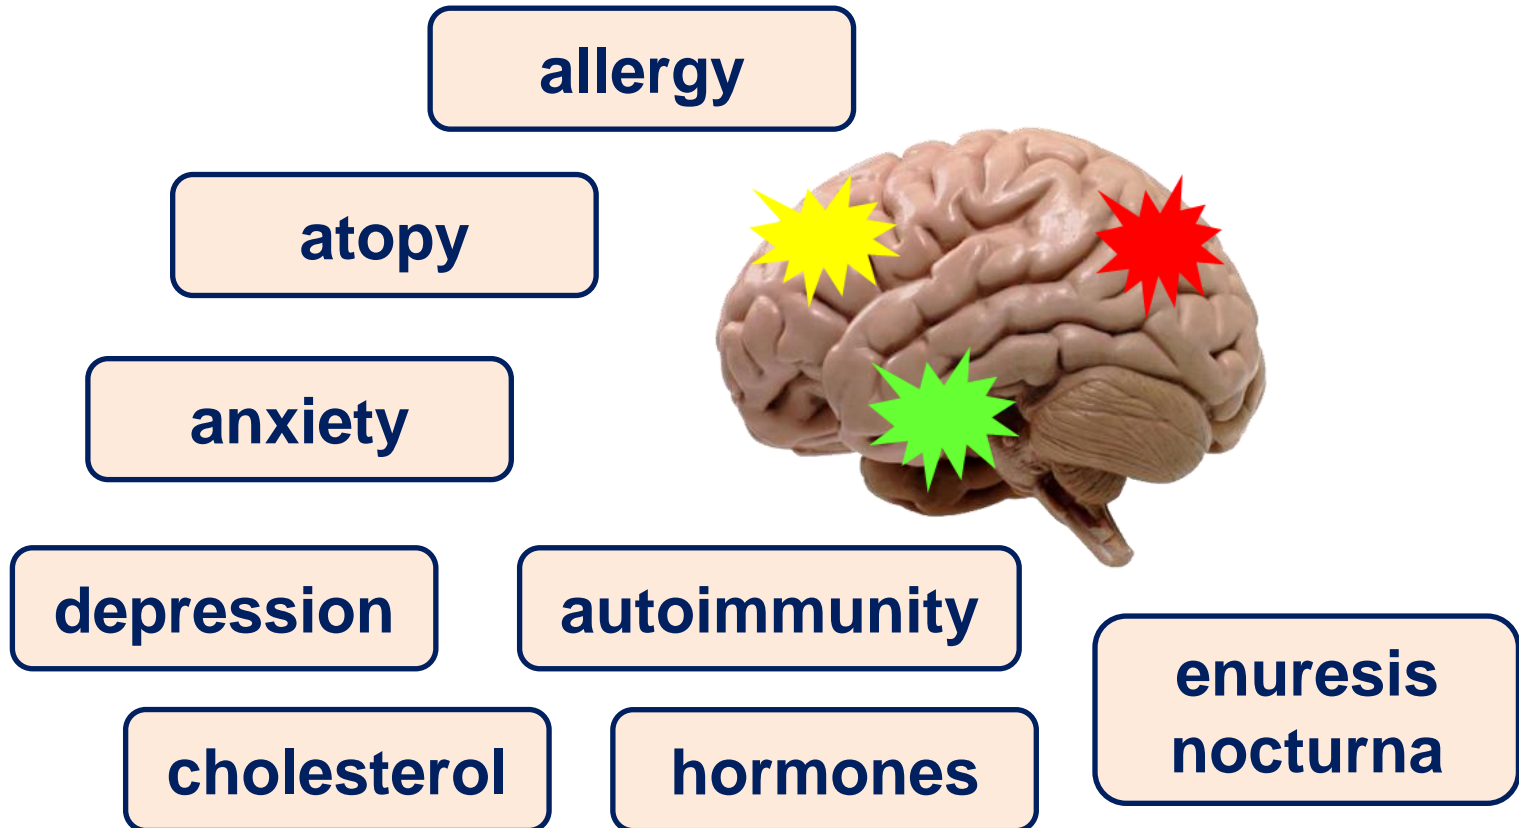 allergy
atopy
anxiety
depression
autoimmunity
enuresis
nocturna
cholesterol
hormones